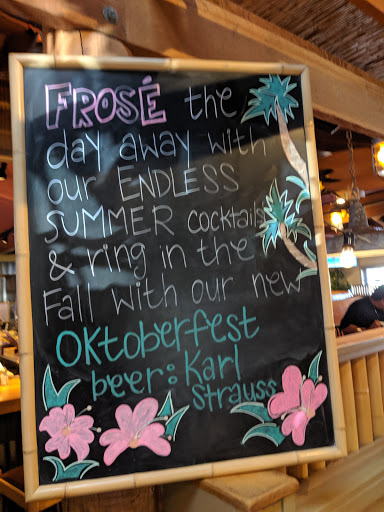 FROSÉ the
day away with
our ENDLESS
SUMMER cocktails
& ring in the
Fall with our new
Oktoberfest
beer: Karl
Strauss